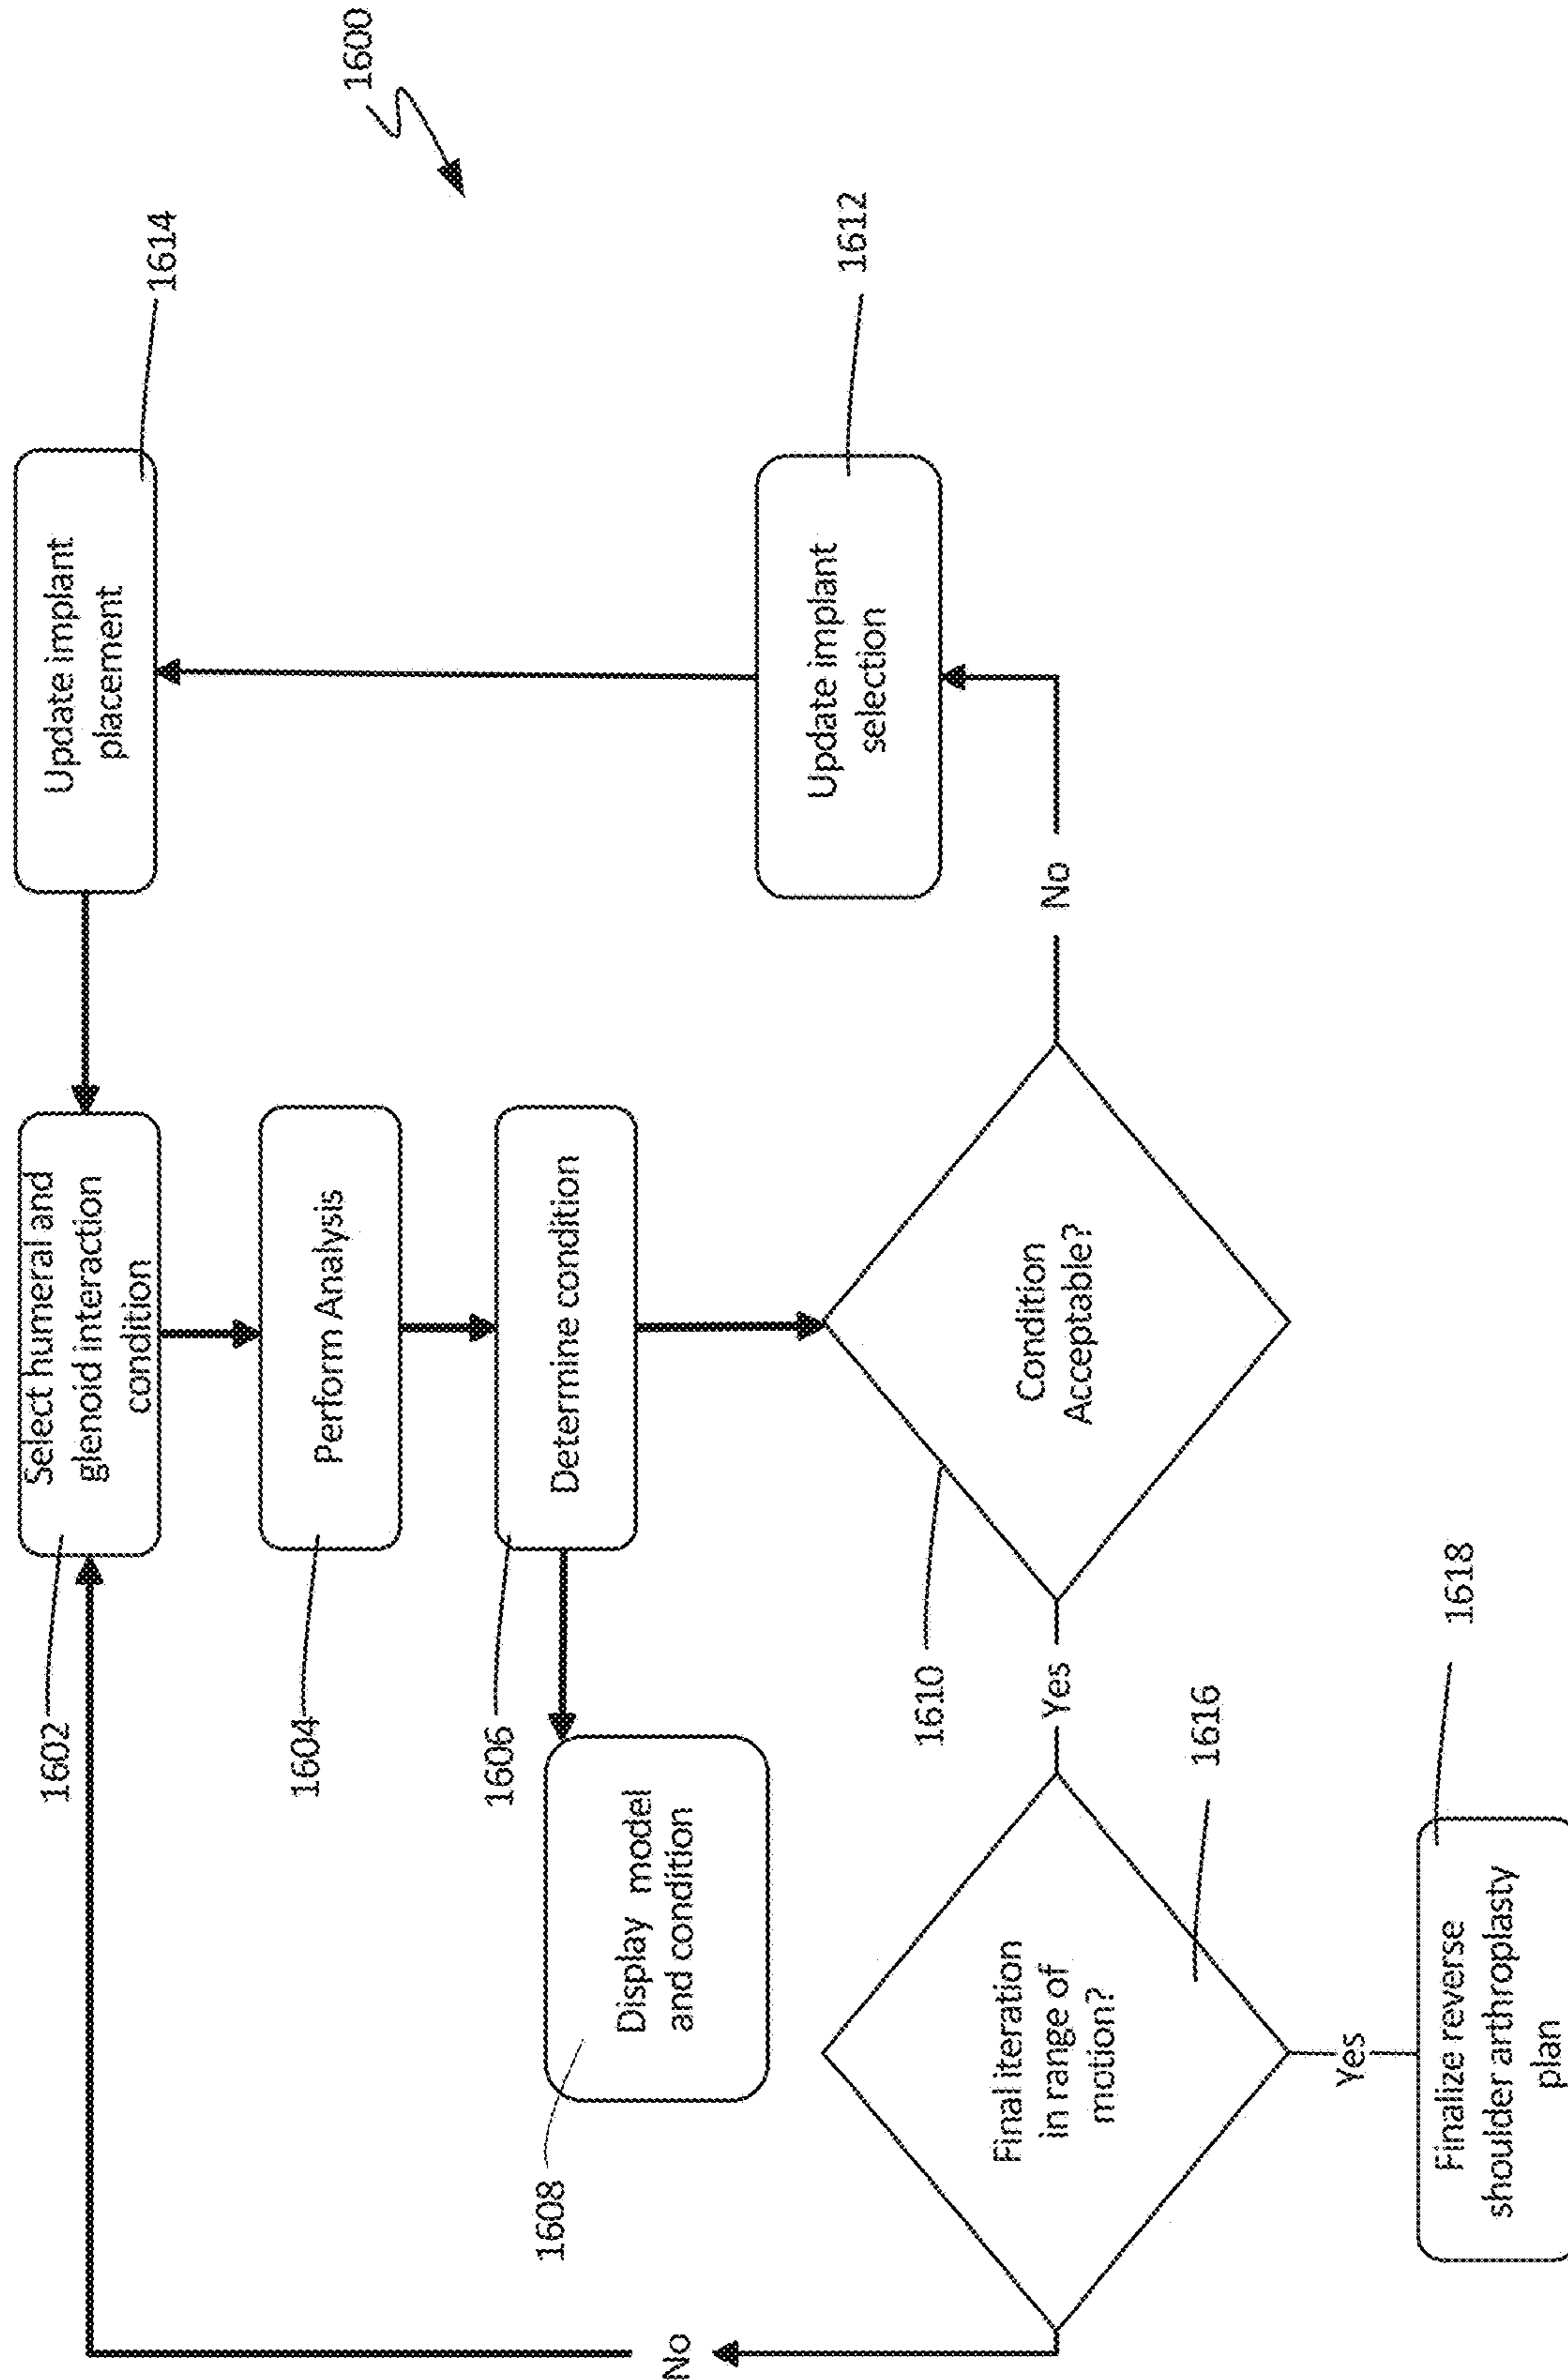 1600
Select humeral and
glenoid interaction
condition
1602
Update implant
placement
1614
Perform Analysis
1604
Determine condition
1606
Display model
and condition
1608
Condition
Acceptable?
1610
No
Update implant
selection
1612
Yes
Final iteration
in range of
motion?
1616
No
Yes
Finalize reverse
shoulder arthroplasty
plan
1618